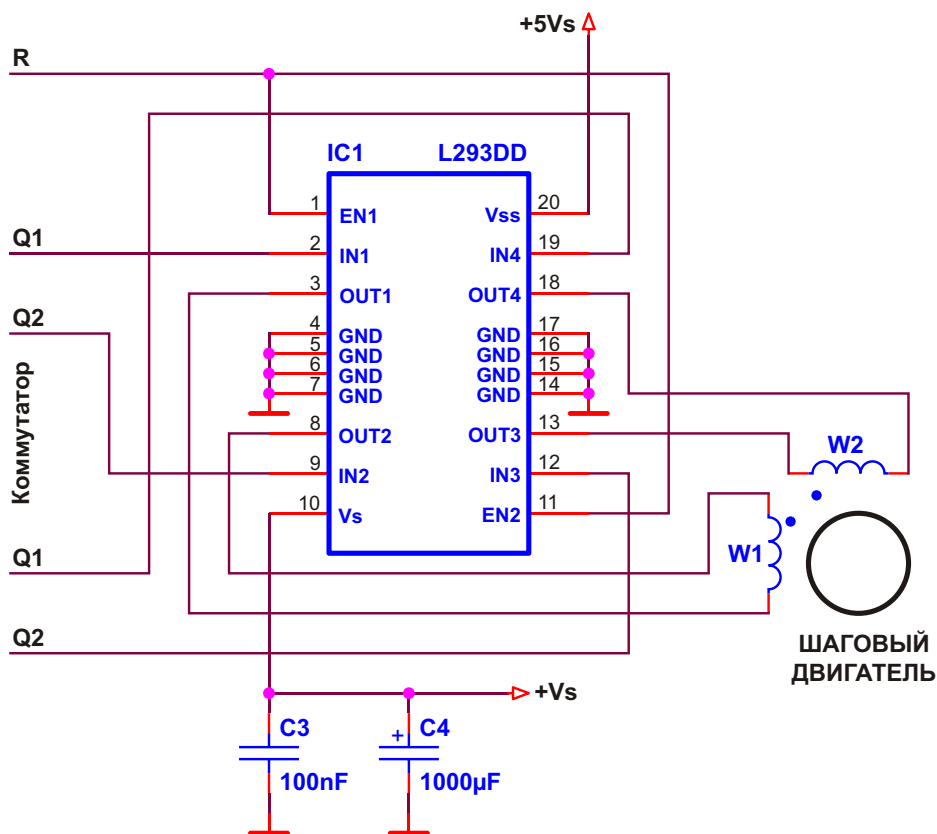 +5Vs
R
IC1 L293DD
1 EN1 Vss 20
Q1
2 IN1 IN4 19
3 OUT1 OUT4 18
Q2
4 GND GND 17
5 GND GND 16
6 GND GND 15
7 GND GND 14
8 OUT2 OUT3 13
W2
9 IN2 IN3 12
10 Vs EN2 11
Коммутатор
W1
Q1
Q2
ШАГОВЫЙ
ДВИГАТЕЛЬ
+Vs
C3 + C4
100nF 1000µF